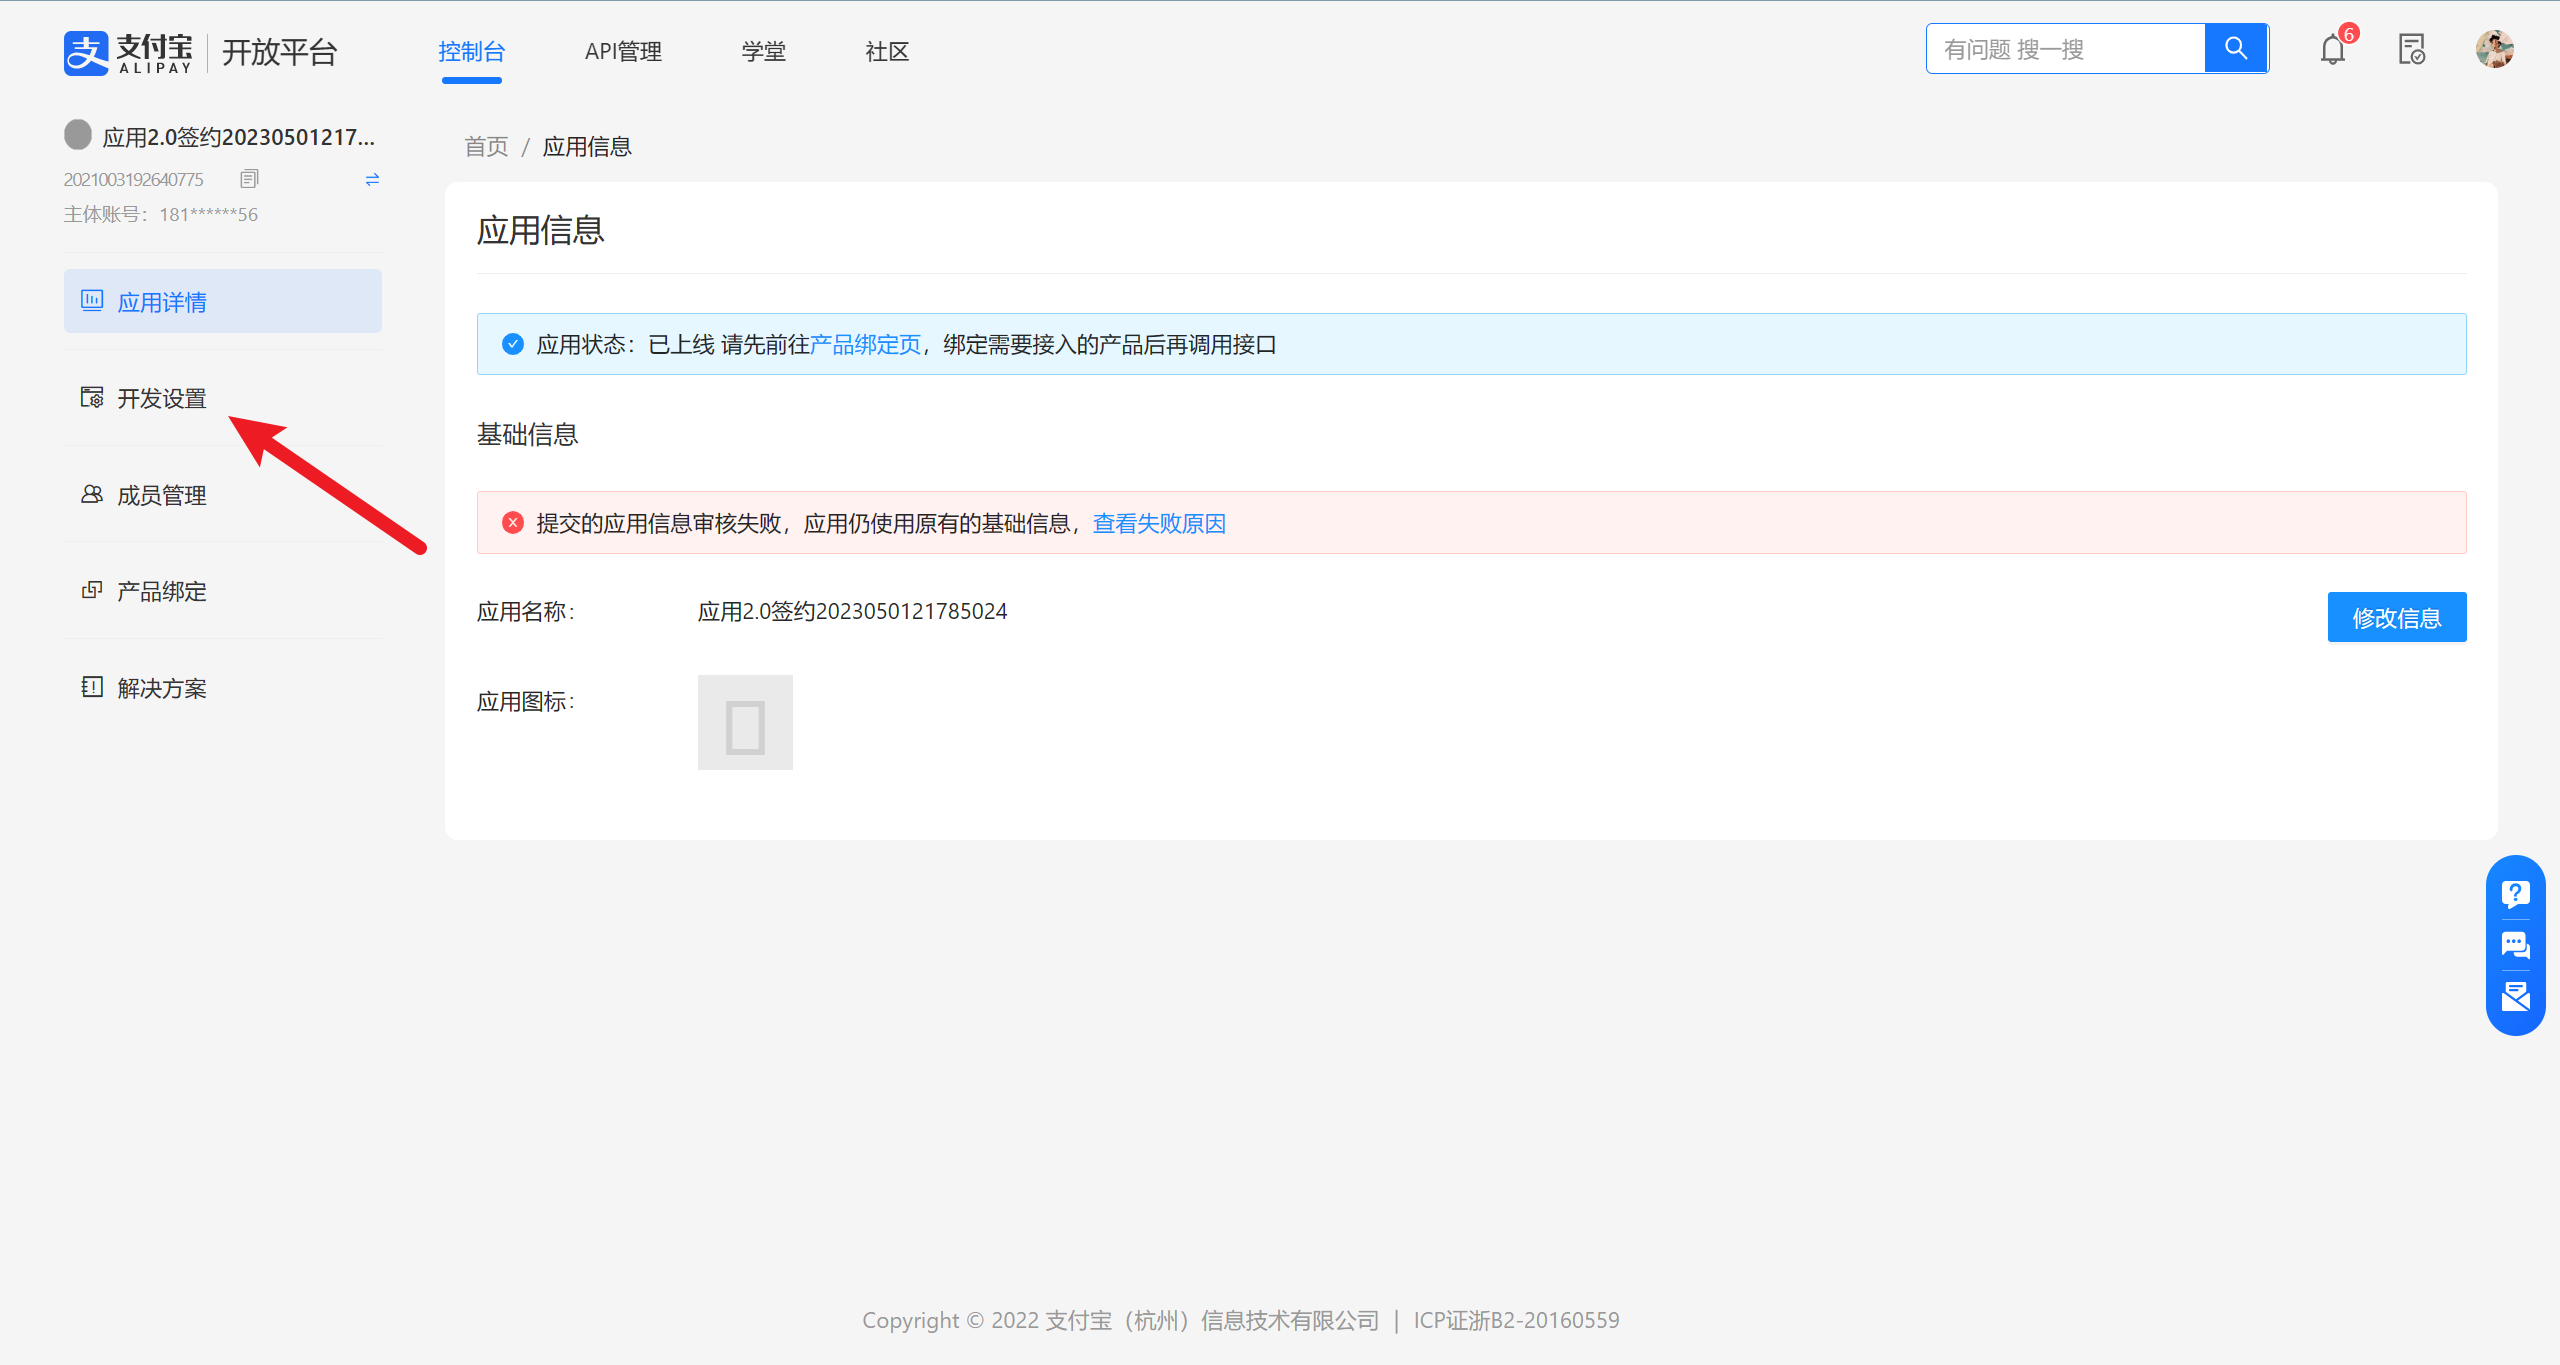 支付宝
ALIPAY
开放平台
控制台
API管理
学堂
社区
有问题 搜一搜
6
应用2.0签约20230501217...
2021003192640775
主体账号：181******56
应用详情
开发设置
成员管理
产品绑定
解决方案
首页 / 应用信息
应用信息
应用状态：已上线 请先前往产品绑定页，绑定需要接入的产品后再调用接口
基础信息
提交的应用信息审核失败，应用仍使用原有的基础信息，查看失败原因
应用名称：
应用2.0签约2023050121785024
修改信息
应用图标：
Copyright © 2022 支付宝（杭州）信息技术有限公司 | ICP证浙B2-20160559